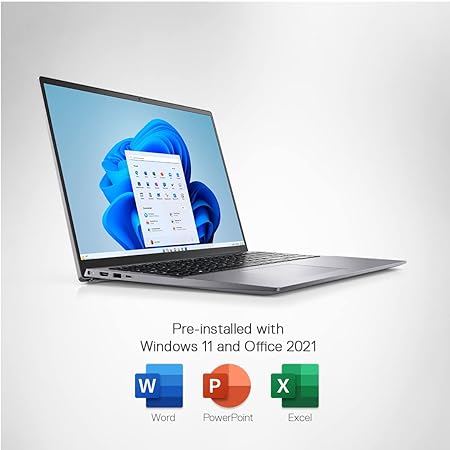 Pre-installed with
Windows 11 and Office 2021
W
P
X
Word
PowerPoint
Excel